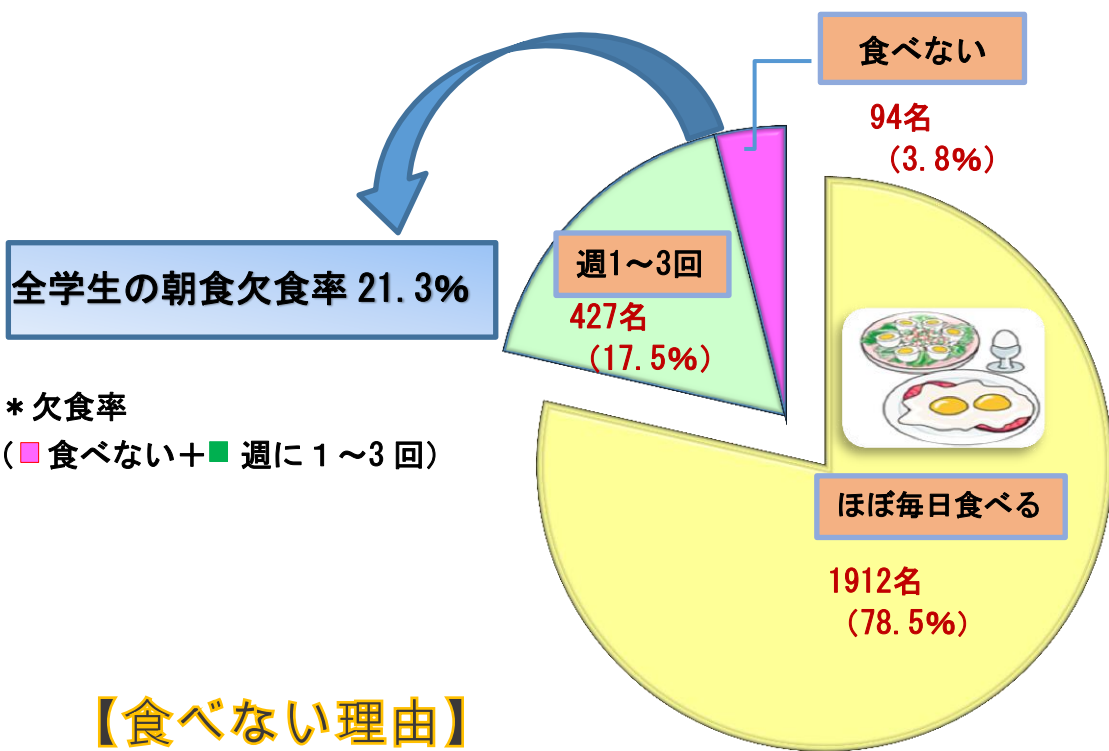 食べない
94名
（3.8%）
週1～3回
427名
（17.5%）
全学生の朝食欠食率 21.3%
＊欠食率
（■ 食べない＋■ 週に１～3 回）
ほぼ毎日食べる
1912名
（78.5%）
【食べない理由】